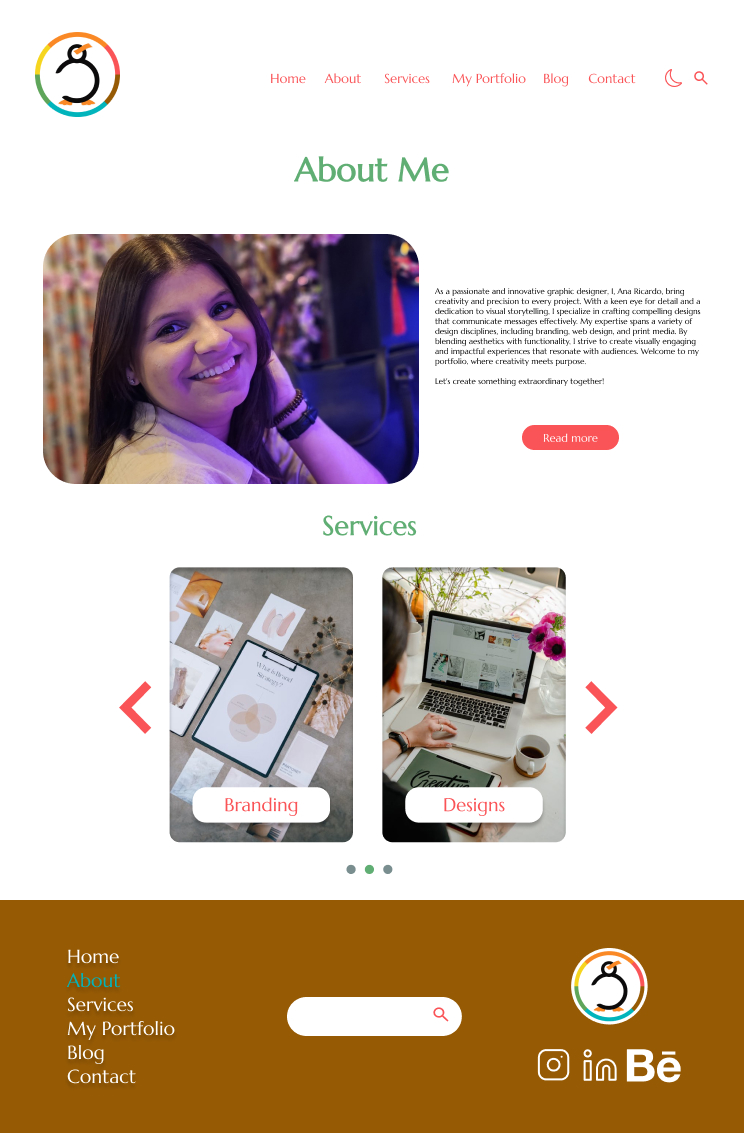 Home About Services My Portfolio Blog Contact
About Me
As a passionate and innovative graphic designer, I, Ana Ricardo, bring
creativity and precision to every project. With a keen eye for detail and a
dedication to visual storytelling, I specialize in crafting compelling designs
that communicate messages effectively. My expertise spans a variety of
design disciplines, including branding, web design, and print media. By
blending aesthetics with functionality, I strive to create visually engaging
and impactful experiences that resonate with audiences. Welcome to my
portfolio, where creativity meets purpose.
Let's create something extraordinary together!
Read more
Services
What is Brand
Strategy?
Creative
Branding
Designs
Home
About
Services
My Portfolio
Blog
Contact
in
Bē